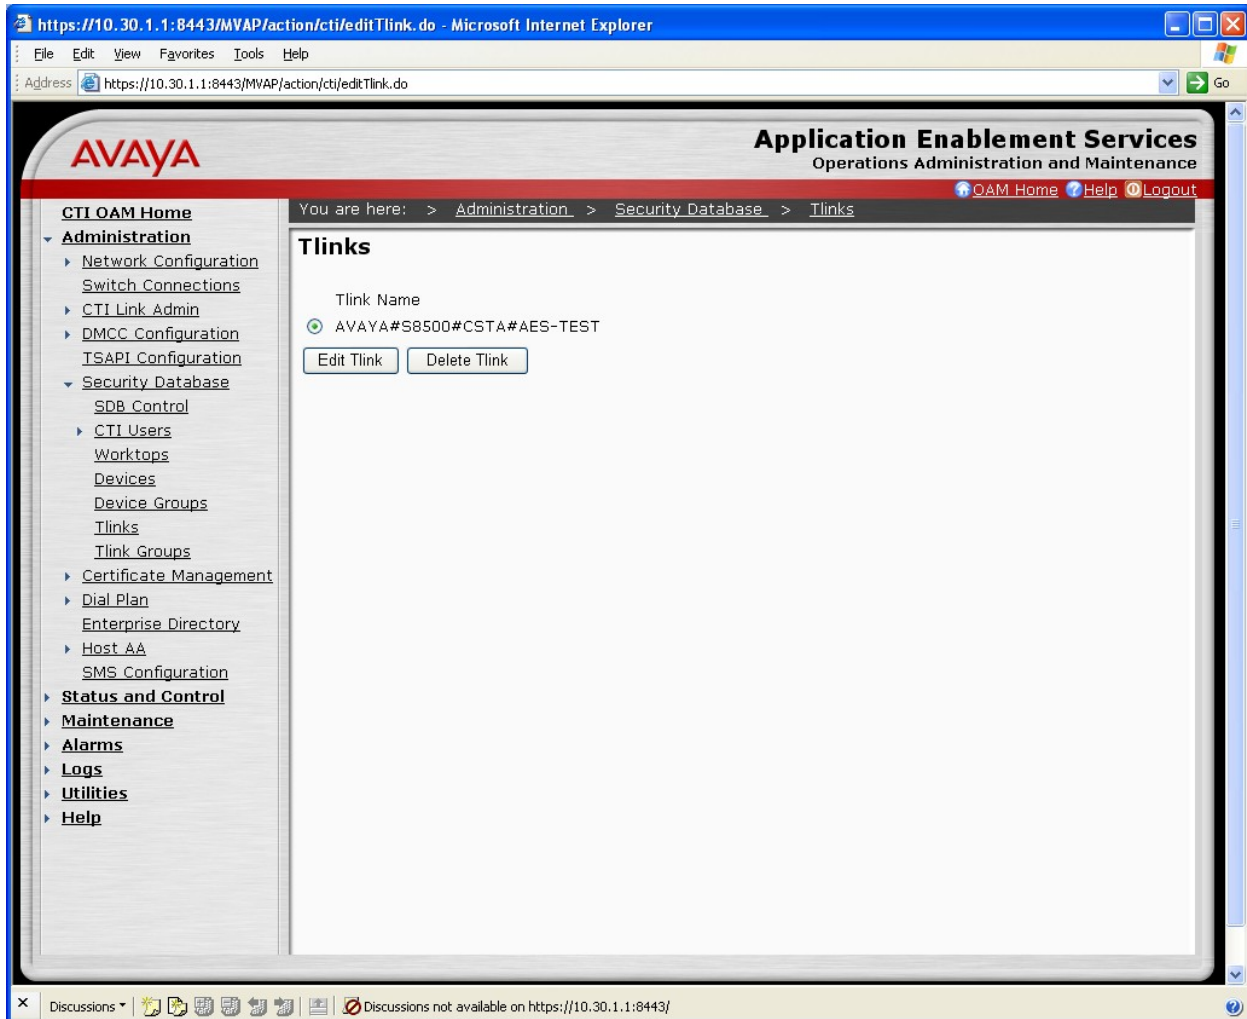 https://10.30.1.1:8443/MVAP/action/cti/editTlink.do - Microsoft Internet Explorer
File Edit View Favorites Tools Help
Address https://10.30.1.1:8443/MVAP/action/cti/editTlink.do Go
AVAYA
Application Enablement Services
Operations Administration and Maintenance
OAM Home Help Logout
You are here: > Administration > Security Database > Tlinks
CTI OAM Home
Administration
Network Configuration
Switch Connections
CTI Link Admin
DMCC Configuration
TSAPI Configuration
Security Database
SDB Control
CTI Users
Worktops
Devices
Device Groups
Tlinks
Tlink Groups
Certificate Management
Dial Plan
Enterprise Directory
Host AA
SMS Configuration
Status and Control
Maintenance
Alarms
Logs
Utilities
Help
Tlinks
Tlink Name
AVAYA#S8500#CSTA#AES-TEST
Edit Tlink Delete Tlink
Discussions Discussions not available on https://10.30.1.1:8443/